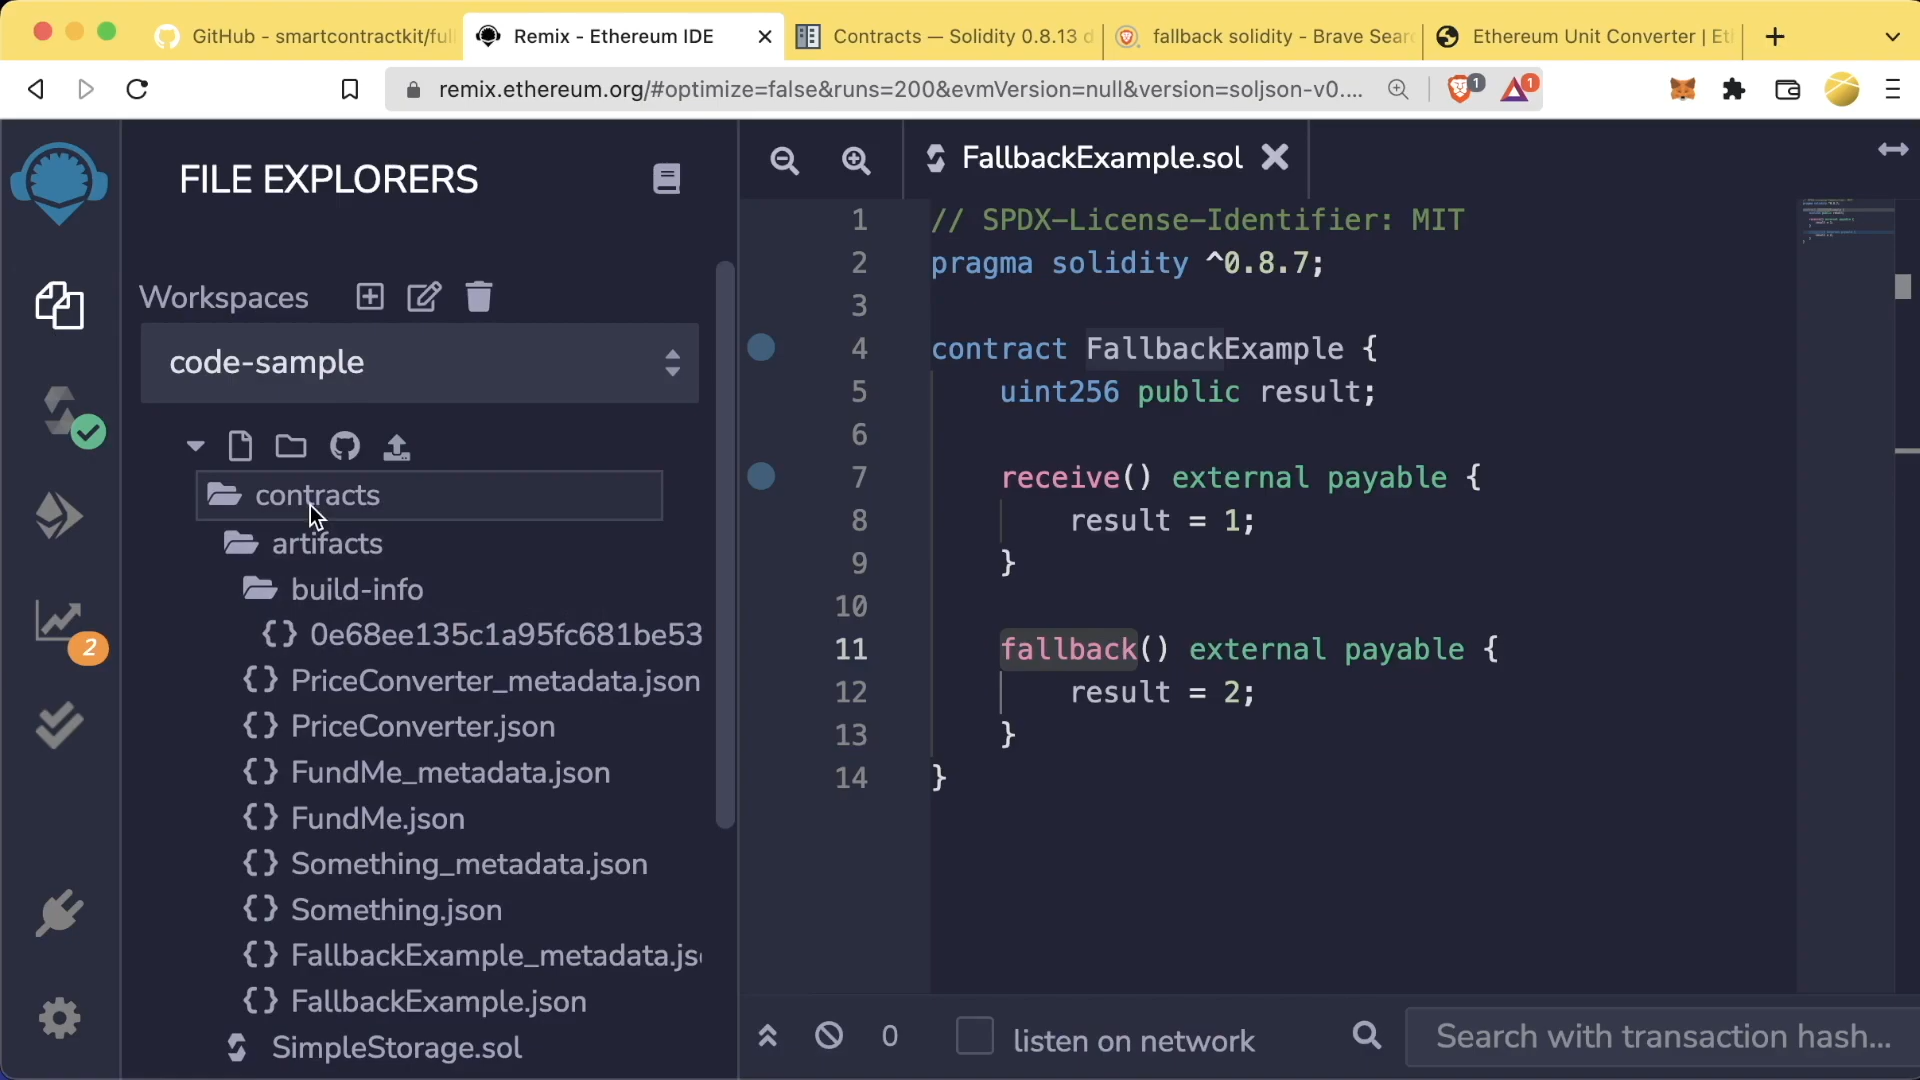 GitHub - smartcontractkit/full
Remix - Ethereum IDE
Contracts — Solidity 0.8.13 d
fallback solidity - Brave Searc
Ethereum Unit Converter | Et
remix.ethereum.org/#optimize=false&runs=200&evmVersion=null&version=soljson-v0....
1
1
FILE EXPLORERS
Workspaces
code-sample
contracts
artifacts
build-info
0e68ee135c1a95fc681be53
PriceConverter_metadata.json
PriceConverter.json
FundMe_metadata.json
FundMe.json
Something_metadata.json
Something.json
FallbackExample_metadata.js
FallbackExample.json
SimpleStorage.sol
2
FallbackExample.sol
1 // SPDX-License-Identifier: MIT
2 pragma solidity ^0.8.7;
3
4 contract FallbackExample {
5 uint256 public result;
6
7 receive() external payable {
8 result = 1;
9 }
10
11 fallback() external payable {
12 result = 2;
13 }
14 }
0
listen on network
Search with transaction hash...